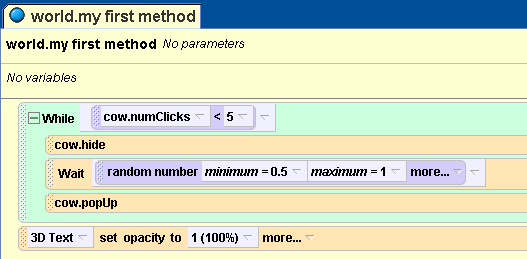 world.my first method
world.my first method No parameters
No variables
While cow.numClicks < 5
cow.hide
Wait random number minimum = 0.5 maximum = 1 more...
cow.popUp
3D Text set opacity to 1 (100%) more...